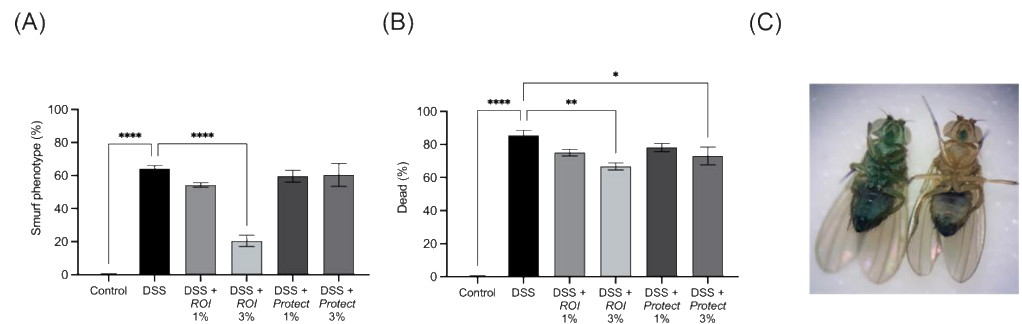 (A)
(B)
(C)
Smurf phenotype (%)
100
80
60
40
20
0
****
****
Control
DSS
DSS +
ROI
1%
DSS +
ROI
3%
DSS +
Protect
1%
DSS +
Protect
3%
Dead (%)
100
80
60
40
20
0
*
****
**
Control
DSS
DSS +
ROI
1%
DSS +
ROI
3%
DSS +
Protect
1%
DSS +
Protect
3%